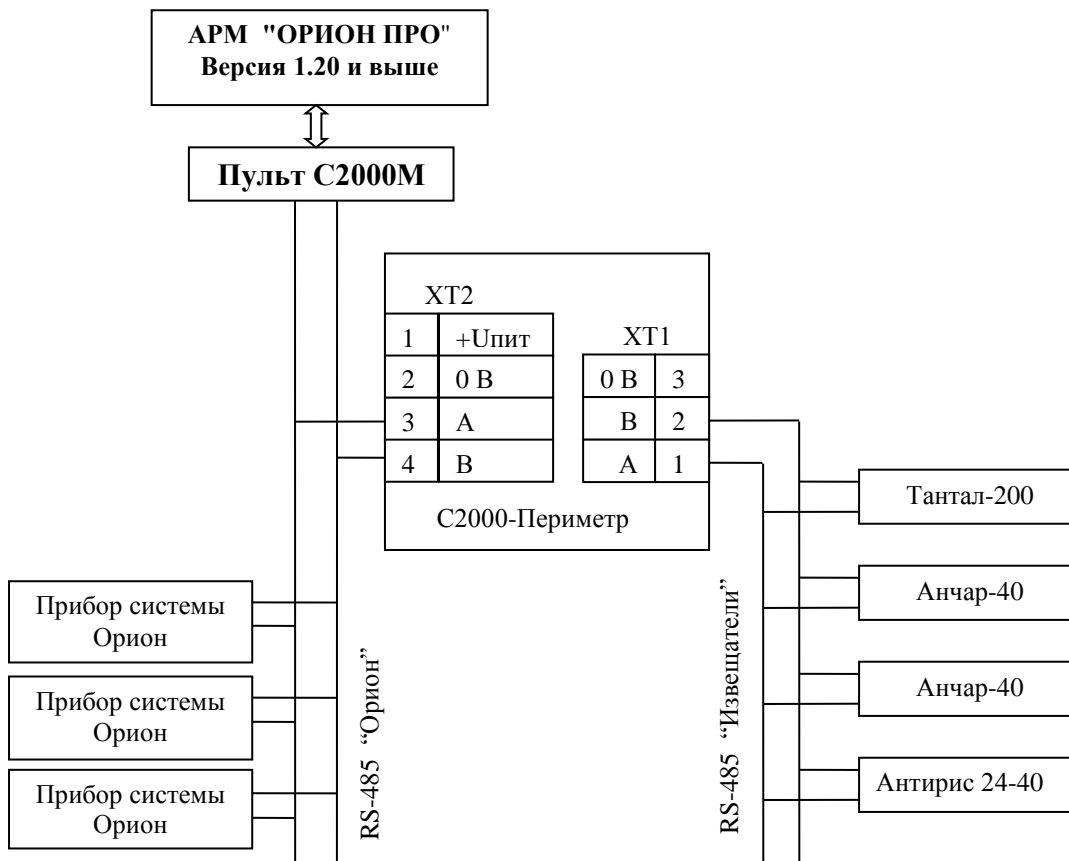 АРМ "ОРИОН ПРО"
Версия 1.20 и выше
Пульт С2000М
XT2
1 +Uпит
2 0 В
3 А
4 В
XT1
0 В 3
В 2
А 1
С2000-Периметр
Тантал-200
Анчар-40
Анчар-40
Антирис 24-40
Прибор системы
Орион
Прибор системы
Орион
Прибор системы
Орион
RS-485 “Орион”
RS-485 “Извещатели”